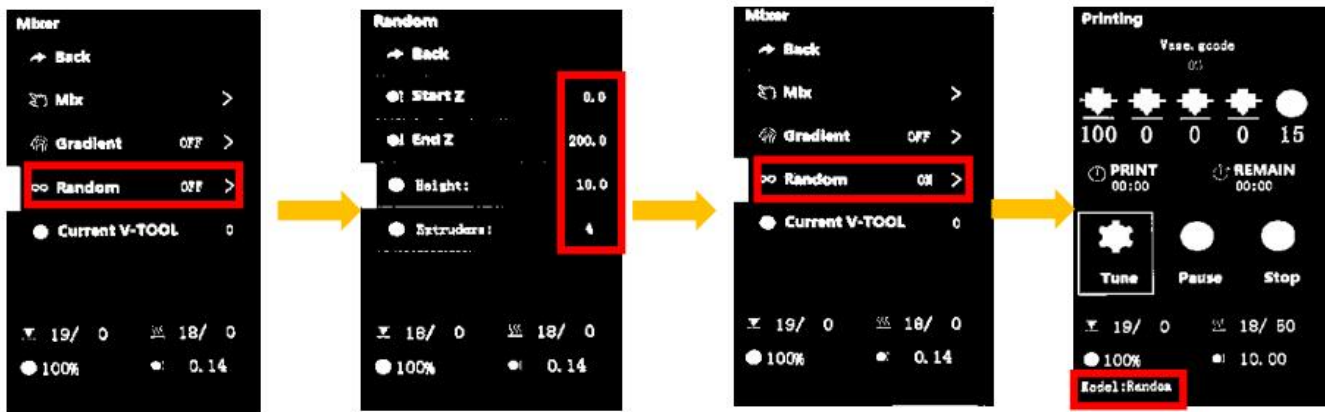 Mixer
Back
Mix >
Gradient OFF >
Random OFF >
Current V-TOOL 0
19/ 0 18/ 0
100% 0.14
Random
Back
Start Z 0.0
End Z 200.0
Height: 10.0
Extruders: 4
18/ 0 18/ 0
100% 0.14
Mixer
Back
Mix >
Gradient OFF >
Random ON >
Current V-TOOL 0
19/ 0 18/ 0
100% 0.14
Printing
Vase.gcode
0%
100 0 0 0 15
PRINT REMAIN
00:00 00:00
Tune Pause Stop
19/ 0 18/ 50
100% 10.00
Model:Random